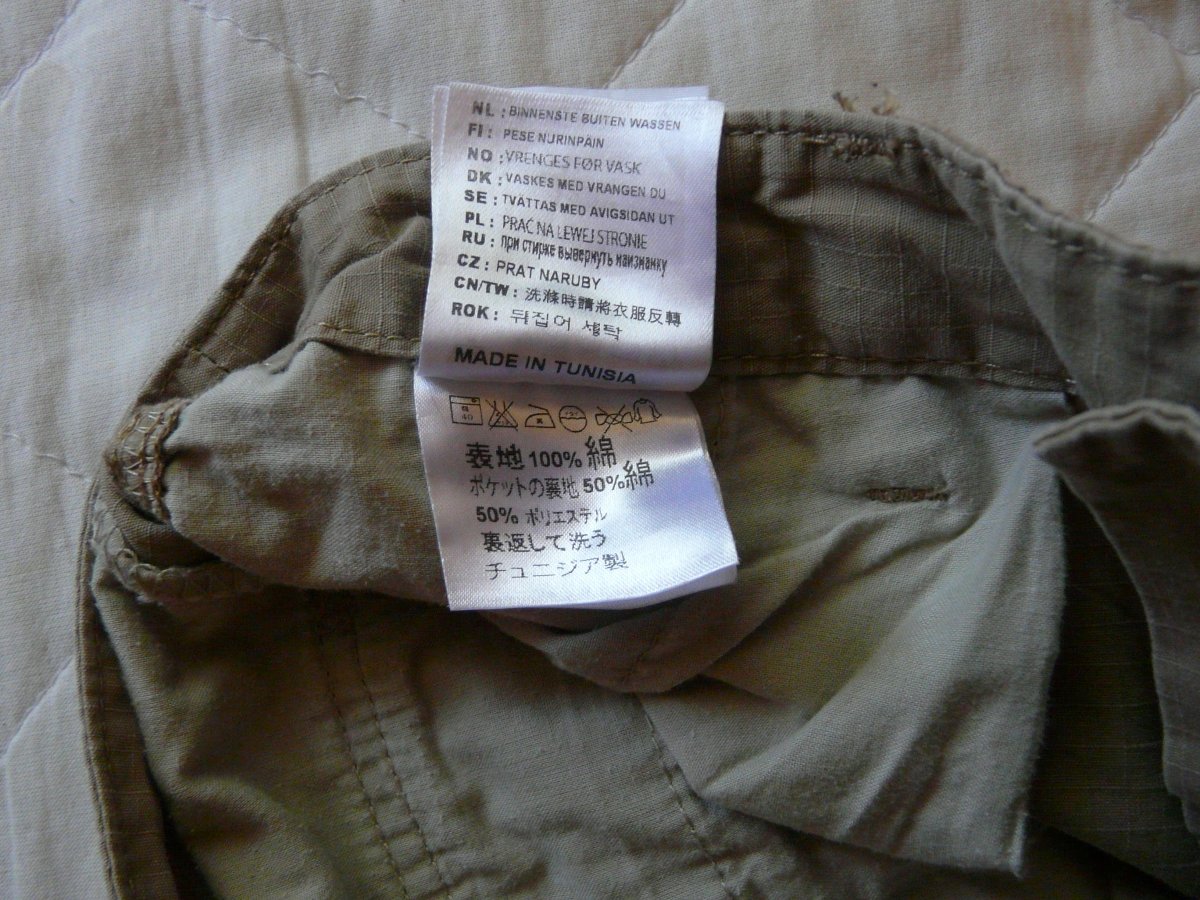 NL : BINNENSTE BUITEN WASSEN
FI : PESE NURINPÄIN
NO : VRENGES FØR VASK
DK : VASKES MED VRANGEN DU
SE : TVÄTTAS MED AVIGSIDAN UT
PL : PRAĆ NA LEWEJ STRONIE
RU : при стирке вывернуть наизнанку
CZ : PRAT NARUBY
CN/TW : 洗滌時請將衣服反轉
ROK : 뒤집어 세탁
MADE IN TUNISIA
40
表地 100% 綿
ポケットの裏地 50% 綿
50% ポリエステル
裏返して洗う
チュニジア製